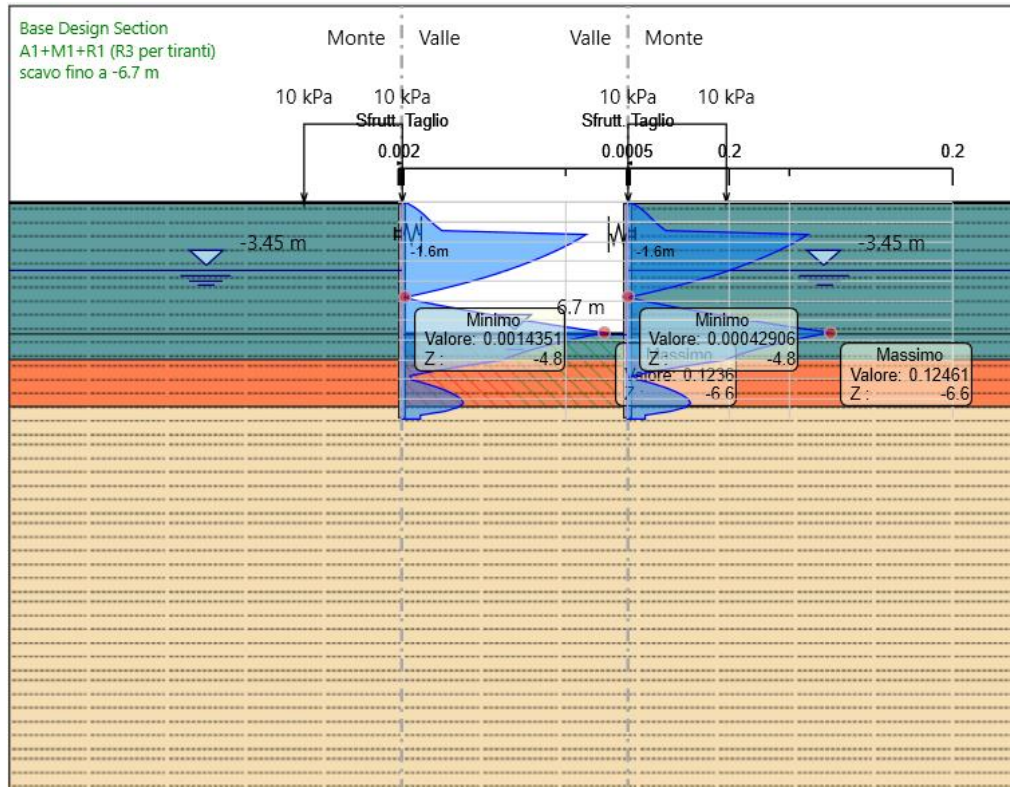 Base Design Section
A1+M1+R1 (R3 per tiranti)
scavo fino a -6.7 m
Monte Valle Valle Monte
10 kPa 10 kPa 10 kPa 10 kPa
Sfrutt. Taglio Sfrutt. Taglio
0.002 0.0005 0.2 0.2
-3.45 m -1.6m -1.6m -3.45 m
6.7 m
Minimo
Valore: 0.0014351
Z : -4.8
Minimo
Valore: 0.00042906
Z : -4.8
Massimo
Valore: 0.1236
Z : -6.6
Massimo
Valore: 0.12461
Z : -6.6